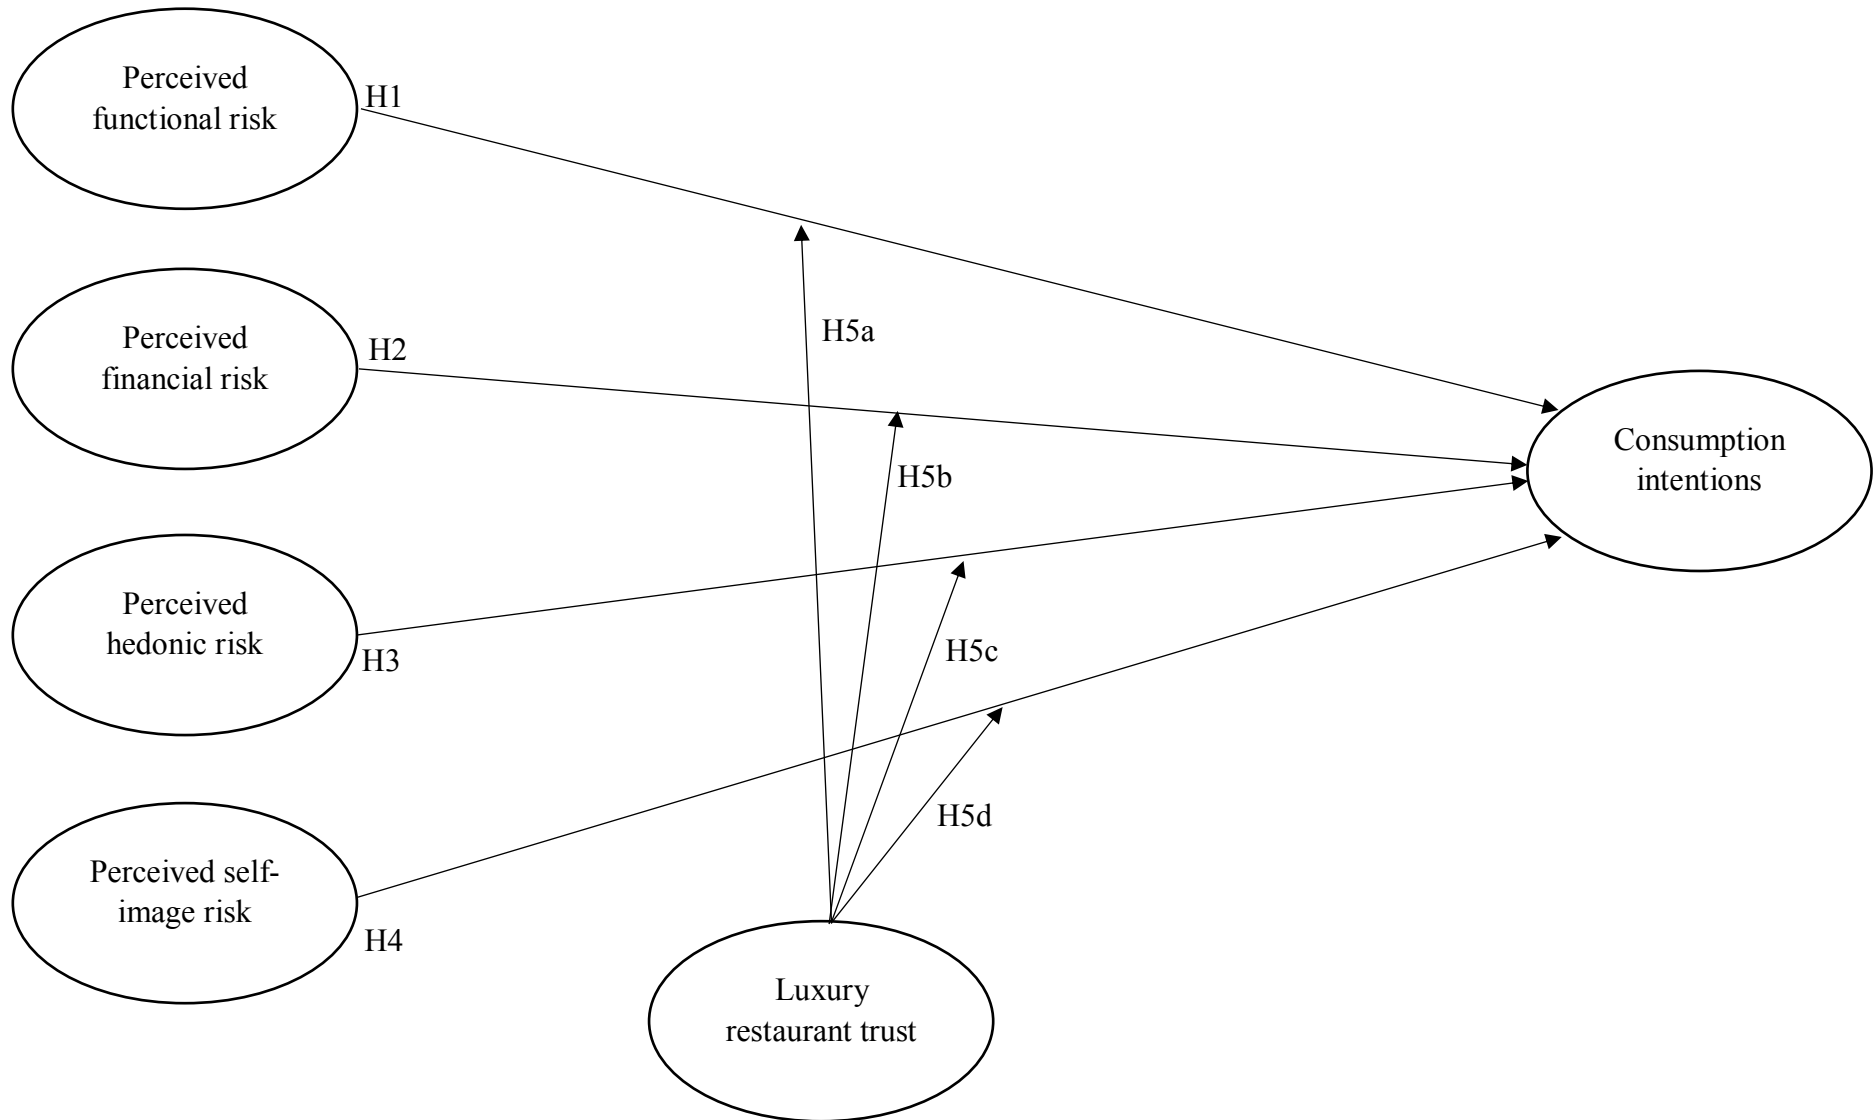 Perceived
functional risk
H1
H5a
Perceived
financial risk
H2
H5b
Consumption
intentions
Perceived
hedonic risk
H3
H5c
Perceived self-
image risk
H4
H5d
Luxury
restaurant trust